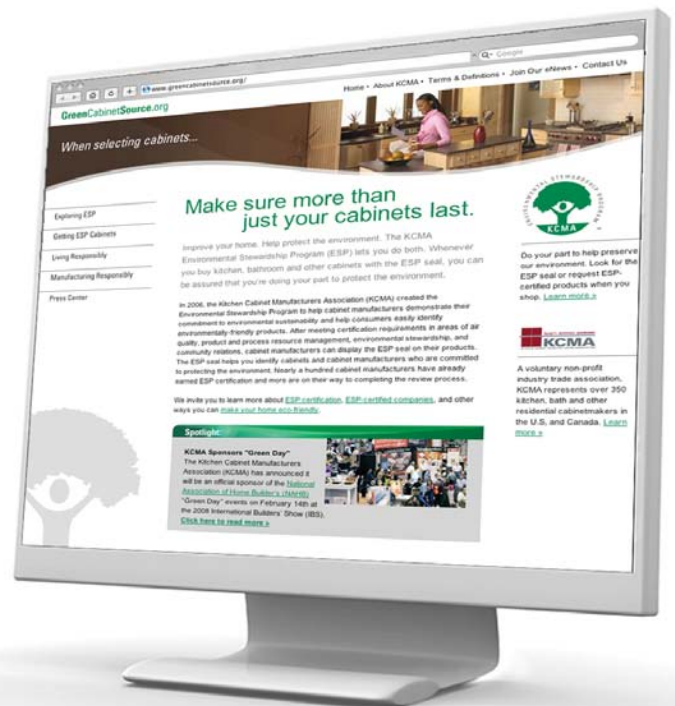 Google
www.greencabinetsource.org/
Home • About KCMA • Terms & Definitions • Join Our eNews • Contact Us
GreenCabinetSource.org
When selecting cabinets...
Exploring ESP
Getting ESP Cabinets
Living Responsibly
Manufacturing Responsibly
Press Center
Make sure more than
just your cabinets last.
Improve your home. Help protect the environment. The KCMA
Environmental Stewardship Program (ESP) lets you do both. Whenever
you buy kitchen, bathroom and other cabinets with the ESP seal, you can
be assured that you're doing your part to protect the environment.
In 2006, the Kitchen Cabinet Manufacturers Association (KCMA) created the
Environmental Stewardship Program to help cabinet manufacturers demonstrate their
commitment to environmental sustainability and help consumers easily identify
environmentally-friendly products. After meeting certification requirements in areas of air
quality, product and process resource management, environmental stewardship, and
community relations, cabinet manufacturers can display the ESP seal on their products.
The ESP seal helps you identify cabinets and cabinet manufacturers who are committed
to protecting the environment. Nearly a hundred cabinet manufacturers have already
earned ESP certification and more are on their way to completing the review process.
We invite you to learn more about ESP certification, ESP-certified companies, and other
ways you can make your home eco-friendly.
Spotlight:
KCMA Sponsors "Green Day"
The Kitchen Cabinet Manufacturers
Association (KCMA) has announced it
will be an official sponsor of the National
Association of Home Builder's (NAHB)
"Green Day" events on February 14th at
the 2008 International Builders' Show (IBS).
Click here to read more »
ENVIRONMENTAL STEWARDSHIP PROGRAM
KCMA
Do your part to help preserve
our environment. Look for the
ESP seal or request ESP-
certified products when you
shop. Learn more »
KCMA
A voluntary non-profit
industry trade association,
KCMA represents over 350
kitchen, bath and other
residential cabinetmakers in
the U.S. and Canada. Learn
more »